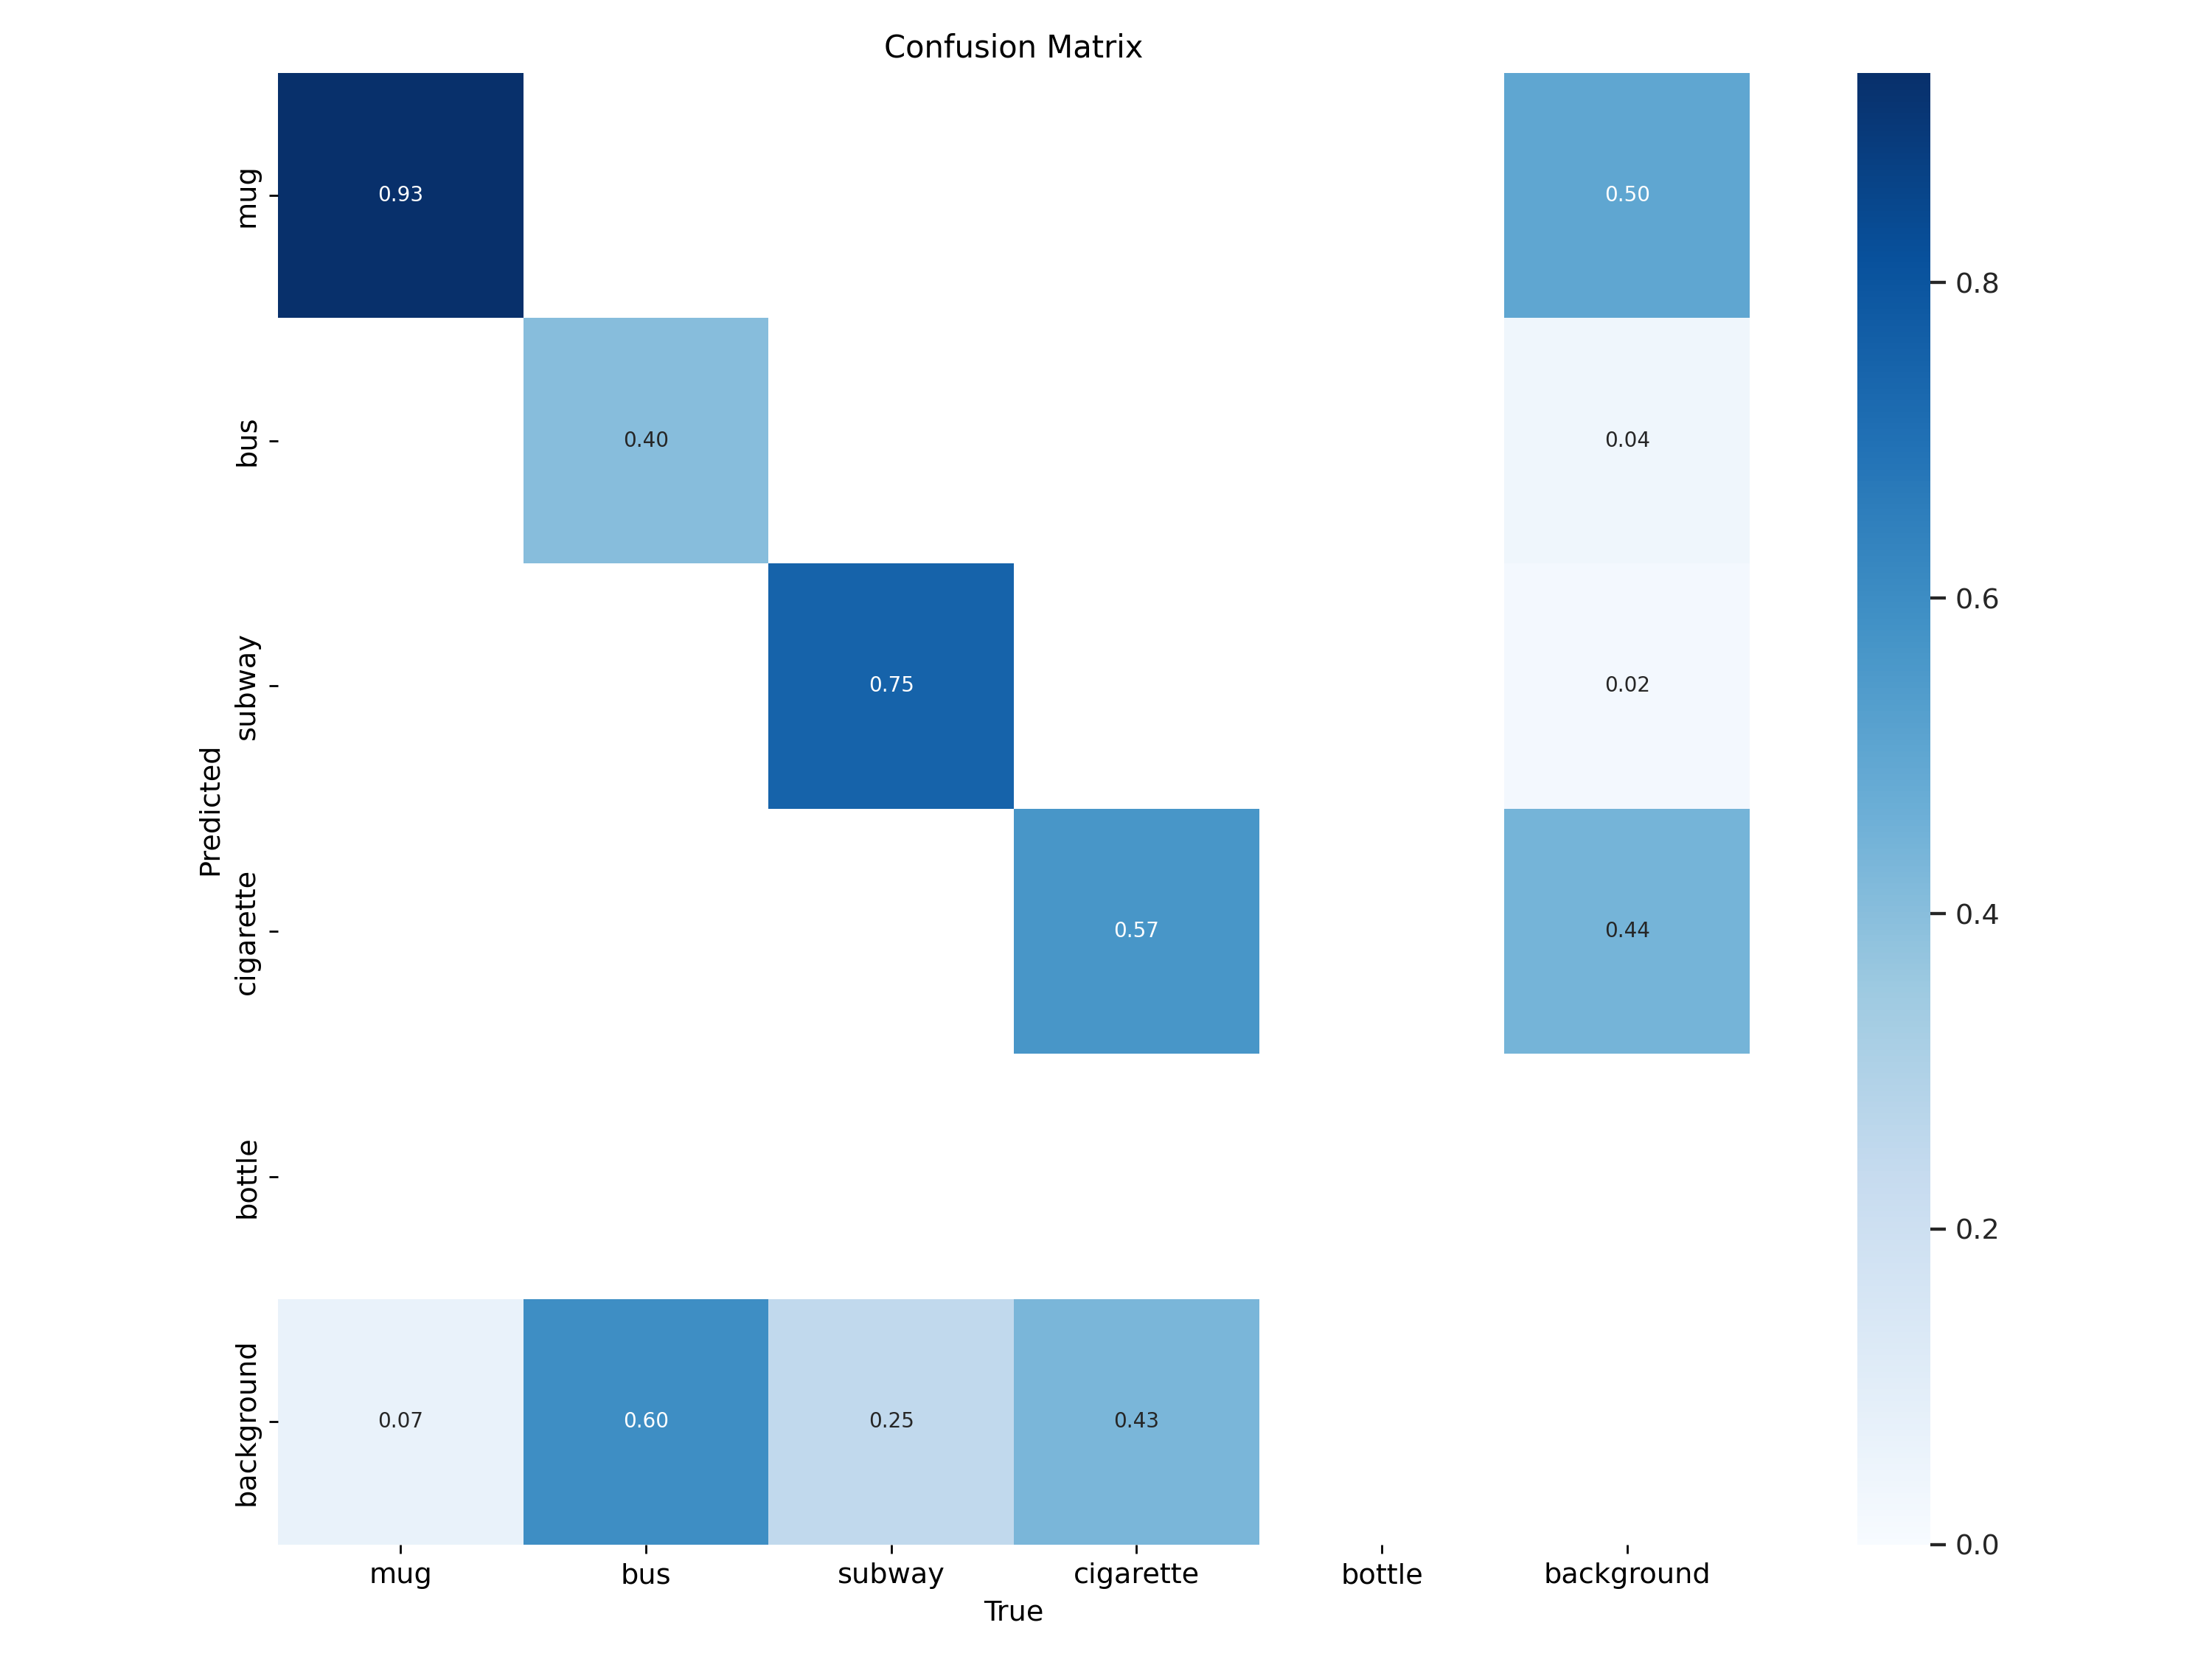 Confusion Matrix
mug
0.93
0.50
0.8
bus
0.40
0.04
0.6
subway
0.75
0.02
Predicted
0.4
cigarette
0.57
0.44
bottle
0.2
background
0.07
0.60
0.25
0.43
0.0
mug
bus
subway
cigarette
bottle
background
True